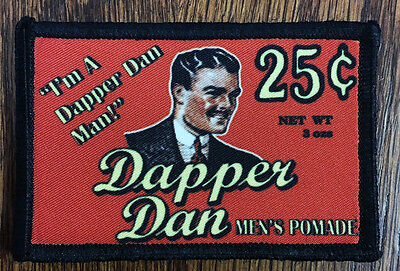 "I'm A
Dapper Dan
Man!"
25¢
NET WT
3 ozs
Dapper
Dan
MEN'S POMADE